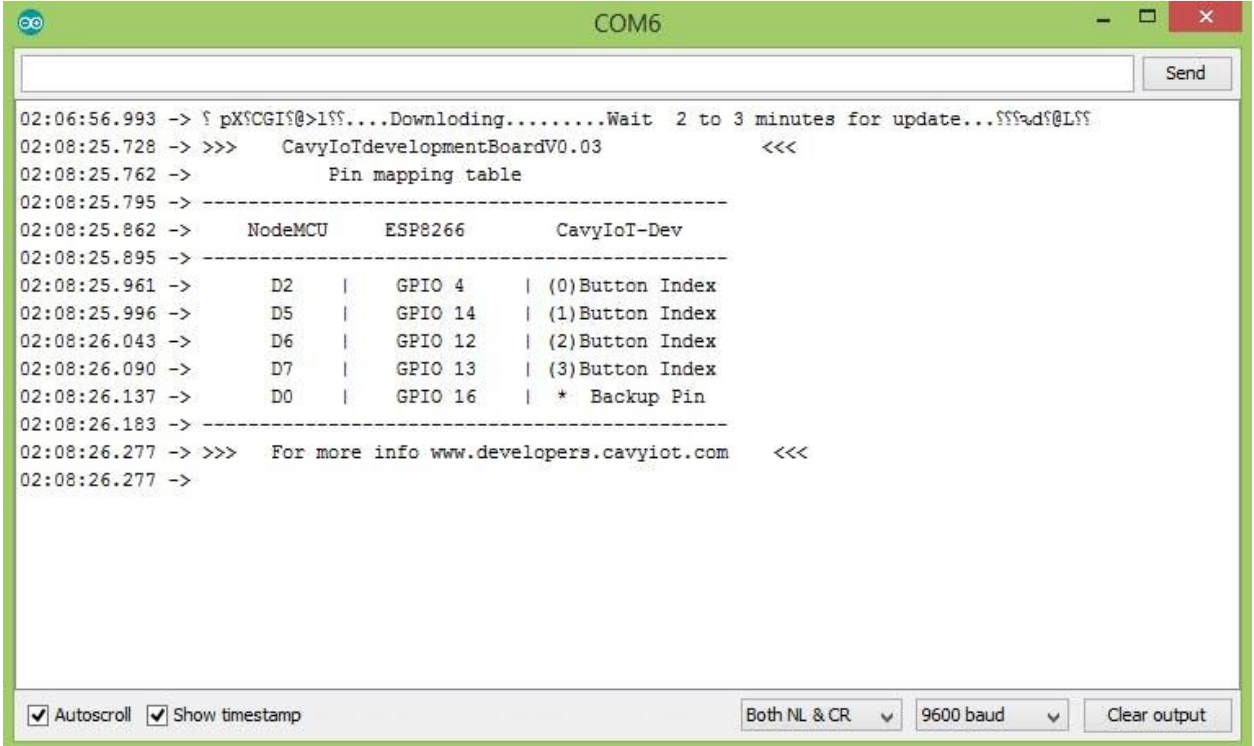 COM6
Send
02:06:56.993 -> ⸮ pX⸮CGI⸮@>l⸮⸮....Downloding.........Wait  2 to 3 minutes for update...⸮⸮⸮d⸮@L⸮⸮
02:08:25.728 -> >>>    CavyIoTdevelopmentBoardV0.03              <<<
02:08:25.762 ->            Pin mapping table
02:08:25.795 -> ----------------------------------------------
02:08:25.862 ->     NodeMCU     ESP8266        CavyIoT-Dev
02:08:25.895 -> ----------------------------------------------
02:08:25.961 ->       D2    |    GPIO 4     | (0)Button Index
02:08:25.996 ->       D5    |    GPIO 14    | (1)Button Index
02:08:26.043 ->       D6    |    GPIO 12    | (2)Button Index
02:08:26.090 ->       D7    |    GPIO 13    | (3)Button Index
02:08:26.137 ->       D0    |    GPIO 16    |  *  Backup Pin
02:08:26.183 -> ----------------------------------------------
02:08:26.277 -> >>>   For more info www.developers.cavyiot.com    <<<
02:08:26.277 ->
Autoscroll Show timestamp Both NL & CR 9600 baud Clear output